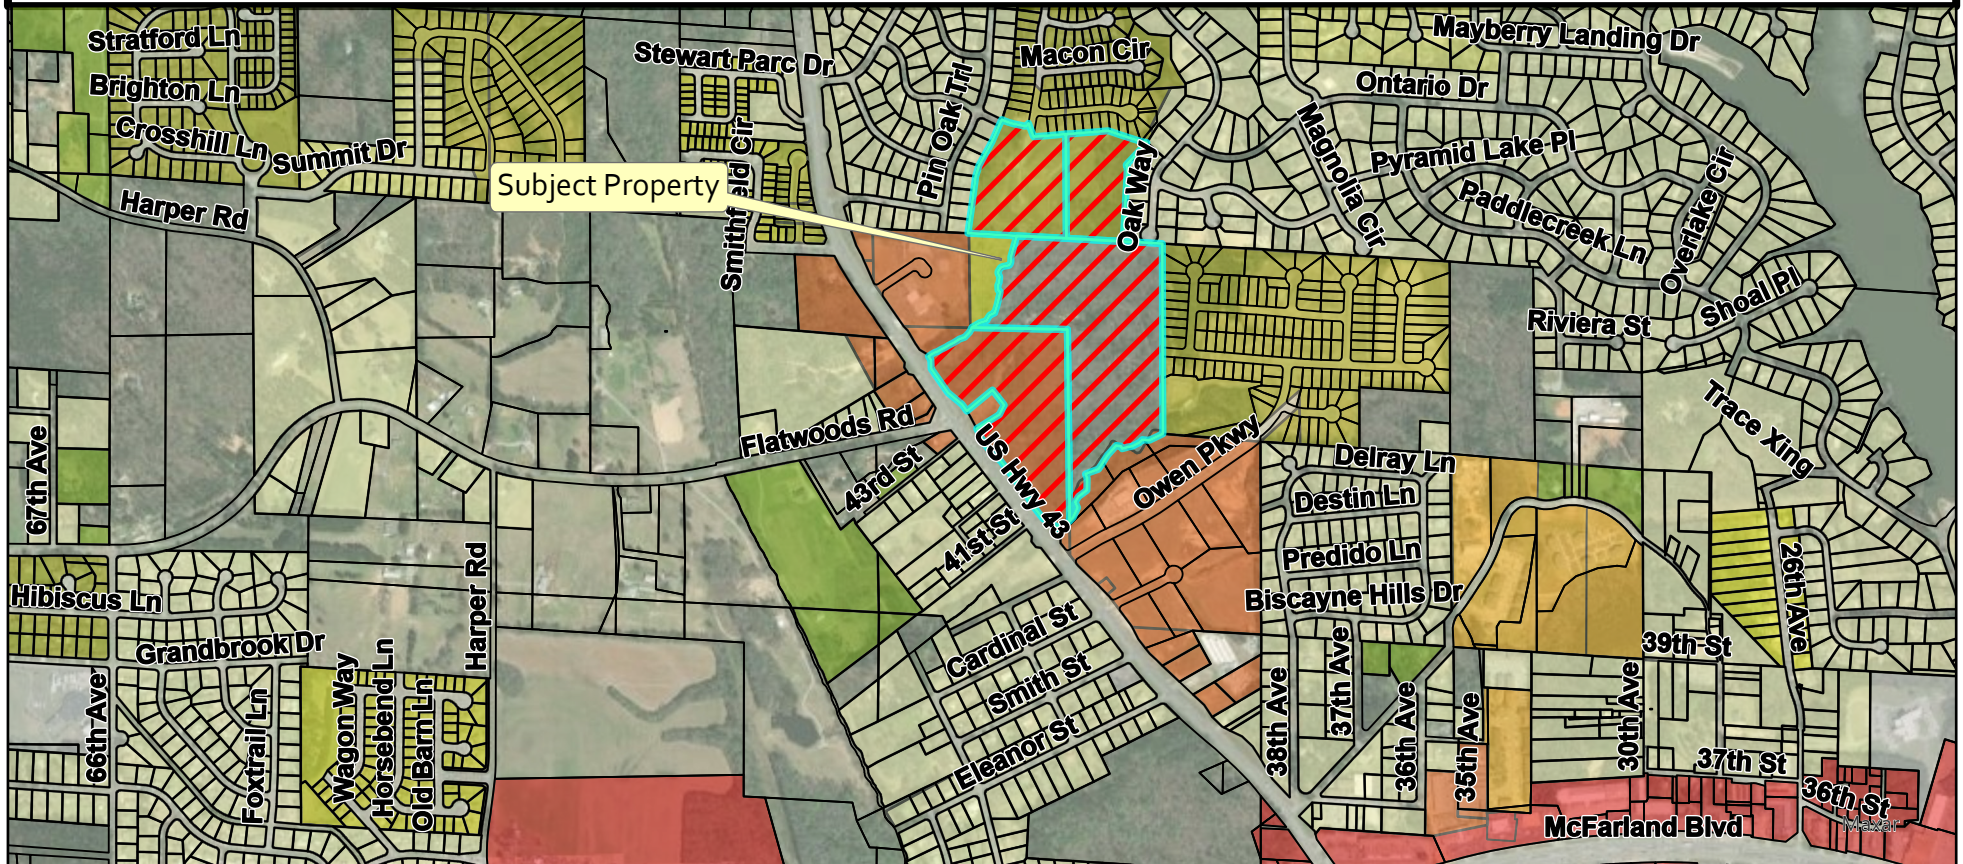 Stratford Ln
Stewart Parc Dr
Macon Cir
Mayberry Landing Dr
Brighton Ln
Ontario Dr
Crosshill Ln
Summit Dr
Pin Oak Trl
Magnolia Cir
Pyramid Lake Pl
Subject Property
Smithfield Cir
Oak Way
Paddlecreek Ln
Overlake Cir
Harper Rd
Shoal Pl
Riviera St
Flatwoods Rd
US Hwy 43
Owen Pkwy
Trace Xing
67th Ave
43rd St
Delray Ln
Destin Ln
41st St
Predido Ln
Hibiscus Ln
Biscayne Hills Dr
26th Ave
Harper Rd
Cardinal St
Grandbrook Dr
39th St
Smith St
37th Ave
66th Ave
Foxtrail Ln
Wagon Way
Horsebend Ln
Old Barn Ln
Eleanor St
38th Ave
36th Ave
35th Ave
30th Ave
37th St
36th St
McFarland Blvd
Maxar